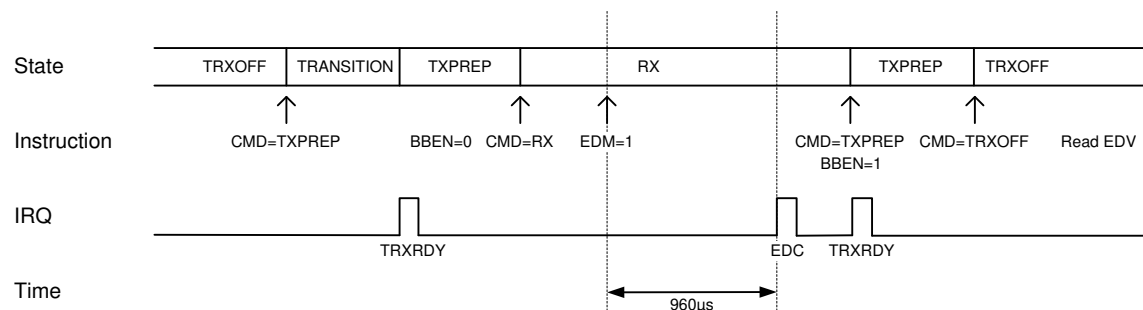 State TRXOFF TRANSITION TXPREP RX TXPREP TRXOFF
Instruction CMD=TXPREP BBEN=0 CMD=RX EDM=1 CMD=TXPREP CMD=TRXOFF Read EDV
BBEN=1
IRQ
TRXRDY EDC TRXRDY
Time
960us